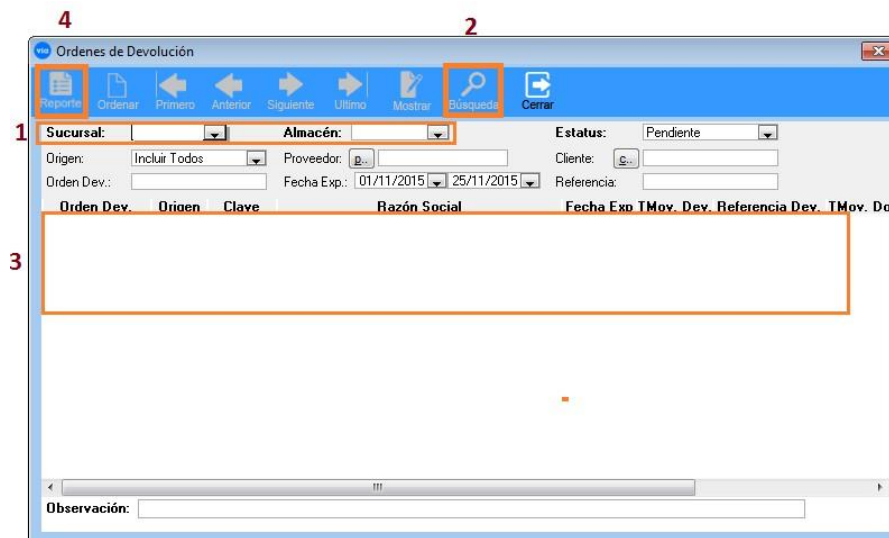 4
2
via Ordenes de Devolución
Reporte Ordenar Primero Anterior Siguiente Ultimo Mostrar Búsqueda Cerrar
1
Sucursal: Almacén: Estatus: Pendiente
Origen: Incluir Todos Proveedor: p.. Cliente: c..
Orden Dev.: Fecha Exp.: 01/11/2015 25/11/2015 Referencia:
Orden Dev. Origen Clave Razón Social Fecha Exp TMov. Dev. Referencia Dev. TMov. Do
3
Observación: